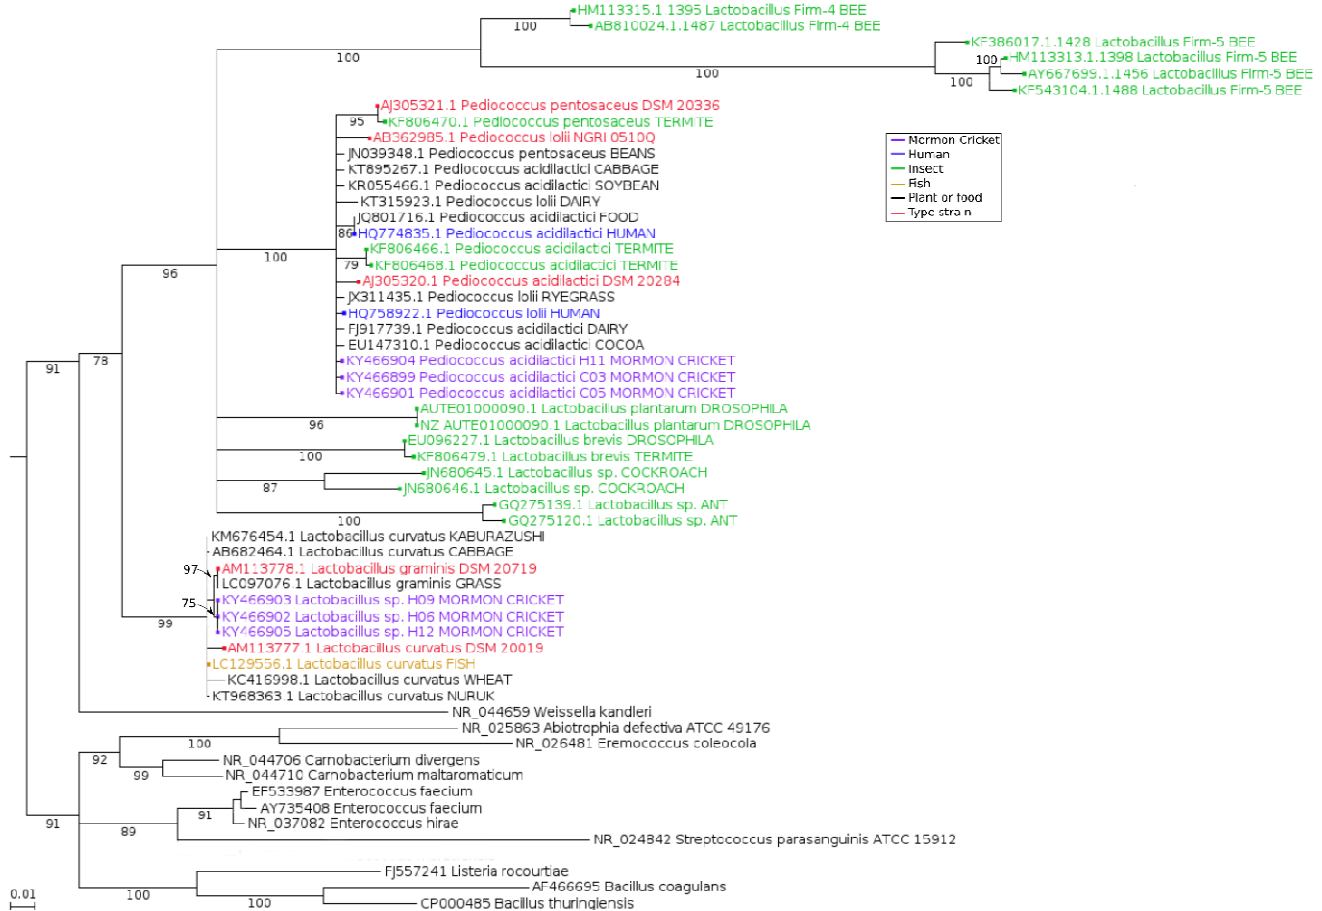 HM113315.1 1395 Lactobacillus Firm-4 BEE
100
AB810024.1.1487 Lactobacillus Firm-4 BEE
100
KF386017.1.1428 Lactobacillus Firm-5 BEE
100
HM113313.1.1398 Lactobacillus Firm-5 BEE
100
AY667699.1.1456 Lactobacillus Firm-5 BEE
100
KF543104.1.1488 Lactobacillus Firm-5 BEE
AJ305321.1 Pediococcus pentosaceus DSM 20336
95
KF806470.1 Pediococcus pentosaceus TERMITE
AB362985.1 Pediococcus lolii NGRI 0510Q
JN039348.1 Pediococcus pentosaceus BEANS
KT895267.1 Pediococcus acidilactici CABBAGE
KR055466.1 Pediococcus acidilactici SOYBEAN
KT315923.1 Pediococcus lolii DAIRY
JQ801716.1 Pediococcus acidilactici FOOD
86
HQ774835.1 Pediococcus acidilactici HUMAN
KF806466.1 Pediococcus acidilactici TERMITE
100
79
KF806468.1 Pediococcus acidilactici TERMITE
96
AJ305320.1 Pediococcus acidilactici DSM 20284
JX311435.1 Pediococcus lolii RYEGRASS
HQ758922.1 Pediococcus lolii HUMAN
FJ917739.1 Pediococcus acidilactici DAIRY
EU147310.1 Pediococcus acidilactici COCOA
KY466904 Pediococcus acidilactici H11 MORMON CRICKET
78
91
KY466899 Pediococcus acidilactici C03 MORMON CRICKET
KY466901 Pediococcus acidilactici C05 MORMON CRICKET
AUTE01000090.1 Lactobacillus plantarum DROSOPHILA
96
NZ AUTE01000090.1 Lactobacillus plantarum DROSOPHILA
EU096227.1 Lactobacillus brevis DROSOPHILA
100
KF806479.1 Lactobacillus brevis TERMITE
JN680645.1 Lactobacillus sp. COCKROACH
87
JN680646.1 Lactobacillus sp. COCKROACH
GQ275139.1 Lactobacillus sp. ANT
100
GQ275120.1 Lactobacillus sp. ANT
KM676454.1 Lactobacillus curvatus KABURAZUSHI
AB682464.1 Lactobacillus curvatus CABBAGE
97
AM113778.1 Lactobacillus graminis DSM 20719
LC097076.1 Lactobacillus graminis GRASS
75
KY466903 Lactobacillus sp. H09 MORMON CRICKET
KY466902 Lactobacillus sp. H06 MORMON CRICKET
99
KY466905 Lactobacillus sp. H12 MORMON CRICKET
AM113777.1 Lactobacillus curvatus DSM 20019
LC129556.1 Lactobacillus curvatus FISH
KC416998.1 Lactobacillus curvatus WHEAT
KT968363 1 Lactobacillus curvatus NURUK
NR_044659 Weissella kandleri
NR_025863 Abiotrophia defectiva ATCC 49176
100
NR_026481 Eremococcus coleocola
92
NR_044706 Carnobacterium divergens
99
NR_044710 Carnobacterium maltaromaticum
EF533987 Enterococcus faecium
91
AY735408 Enterococcus faecium
91
NR_037082 Enterococcus hirae
89
NR_024842 Streptococcus parasanguinis ATCC 15912
FJ557241 Listeria rocourtiae
100
AF466695 Bacillus coagulans
100
CP000485 Bacillus thuringiensis
0.01
Mormon Cricket
Human
Insect
Fish
Plant or food
Type strain